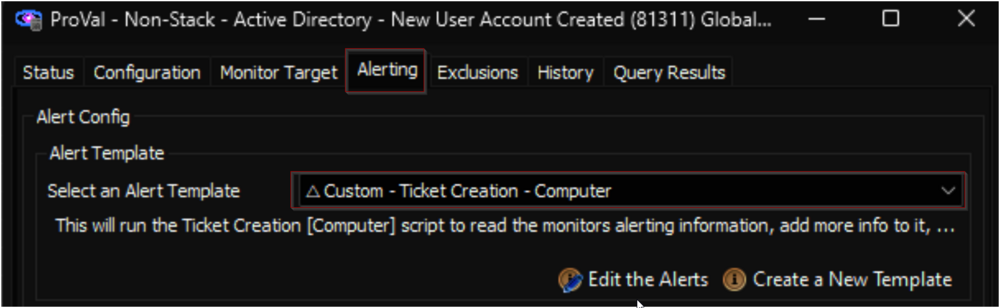 ProVal - Non-Stack - Active Directory - New User Account Created (81311) Global...
Status Configuration Monitor Target Alerting Exclusions History Query Results
Alert Config
Alert Template
Select an Alert Template △ Custom - Ticket Creation - Computer
This will run the Ticket Creation [Computer] script to read the monitors alerting information, add more info to it, ...
Edit the Alerts Create a New Template